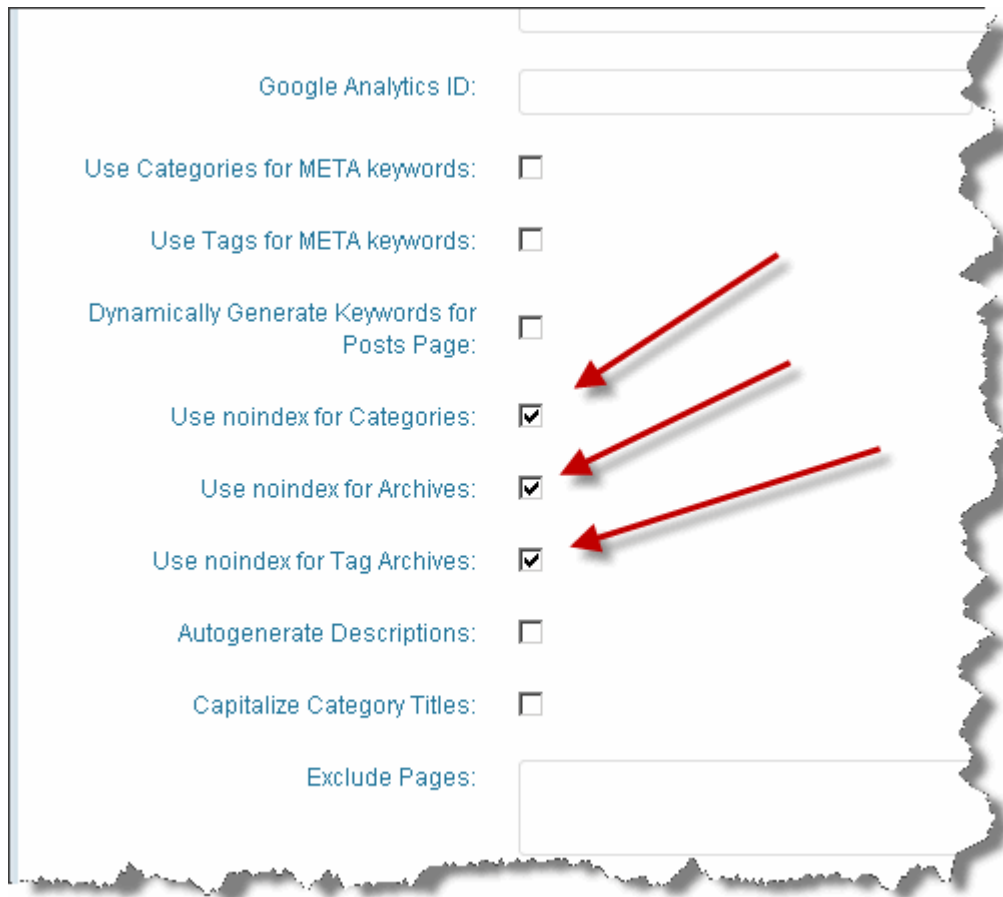 Google Analytics ID:
Use Categories for META keywords:
Use Tags for META keywords:
Dynamically Generate Keywords for
Posts Page:
Use noindex for Categories:
Use noindex for Archives:
Use noindex for Tag Archives:
Autogenerate Descriptions:
Capitalize Category Titles:
Exclude Pages: